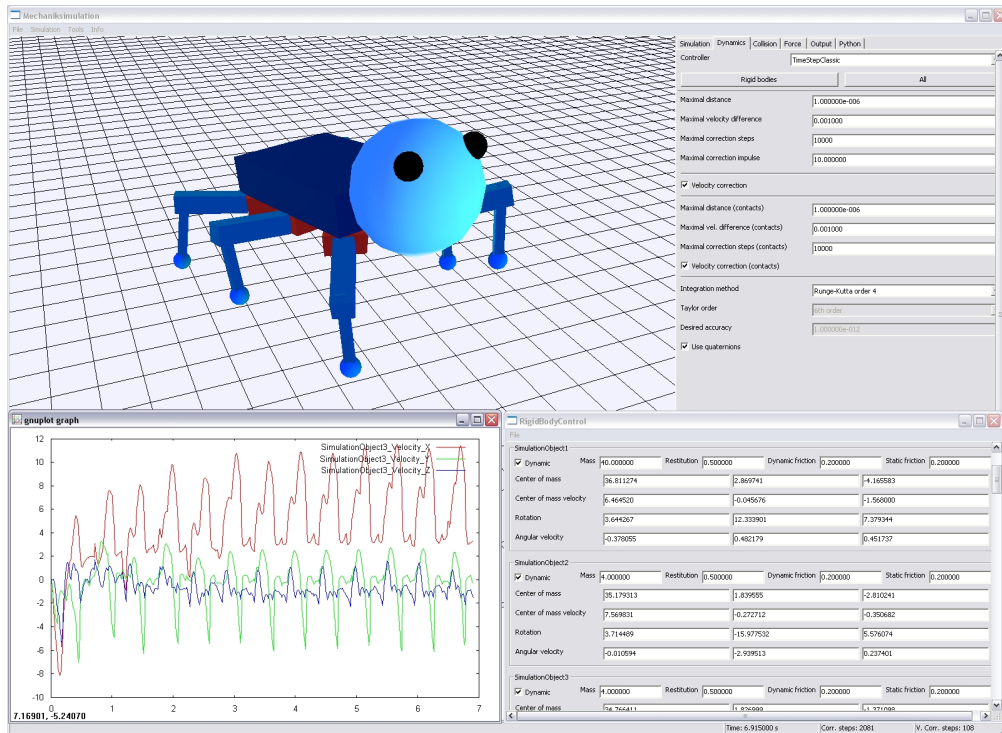 Mechaniksimulation
File Simulation Tools Info
Simulation Dynamics Collision Force Output Python
Controller TimeStepClassic
Rigid bodies All
Maximal distance 1.000000e-006
Maximal velocity difference 0.001000
Maximal correction steps 10000
Maximal correction impulse 10.000000
Velocity correction
Maximal distance (contacts) 1.000000e-006
Maximal vel. difference (contacts) 0.001000
Maximal correction steps (contacts) 10000
Velocity correction (contacts)
Integration method Runge-Kutta order 4
Taylor order 6th order
Desired accuracy 1.000000e-012
Use quaternions
gnuplot graph
SimulationObject3_Velocity_X
SimulationObject3_Velocity_Y
SimulationObject3_Velocity_Z
12
10
8
6
4
2
0
-2
-4
-6
-8
-10
0 1 2 3 4 5 6 7
7.16901, -5.24070
RigidBodyControl
File
SimulationObject1
Dynamic Mass 40.000000 Restitution 0.500000 Dynamic friction 0.200000 Static friction 0.200000
Center of mass 36.811274 2.869741 -4.165583
Center of mass velocity 6.464520 -0.045676 -1.568000
Rotation 3.644267 12.333901 7.379344
Angular velocity -0.378055 0.482179 0.451737
SimulationObject2
Dynamic Mass 4.000000 Restitution 0.500000 Dynamic friction 0.200000 Static friction 0.200000
Center of mass 35.179313 1.839555 -2.810241
Center of mass velocity 7.569831 -0.272712 -0.350682
Rotation 3.714489 -15.977532 5.576074
Angular velocity -0.010594 -2.939513 0.237401
SimulationObject3
Dynamic Mass 4.000000 Restitution 0.500000 Dynamic friction 0.200000 Static friction 0.200000
Center of mass 34.766411 1.826999 -1.371098
Time: 6.915000 s Corr. steps: 2081 V. Corr. steps: 108